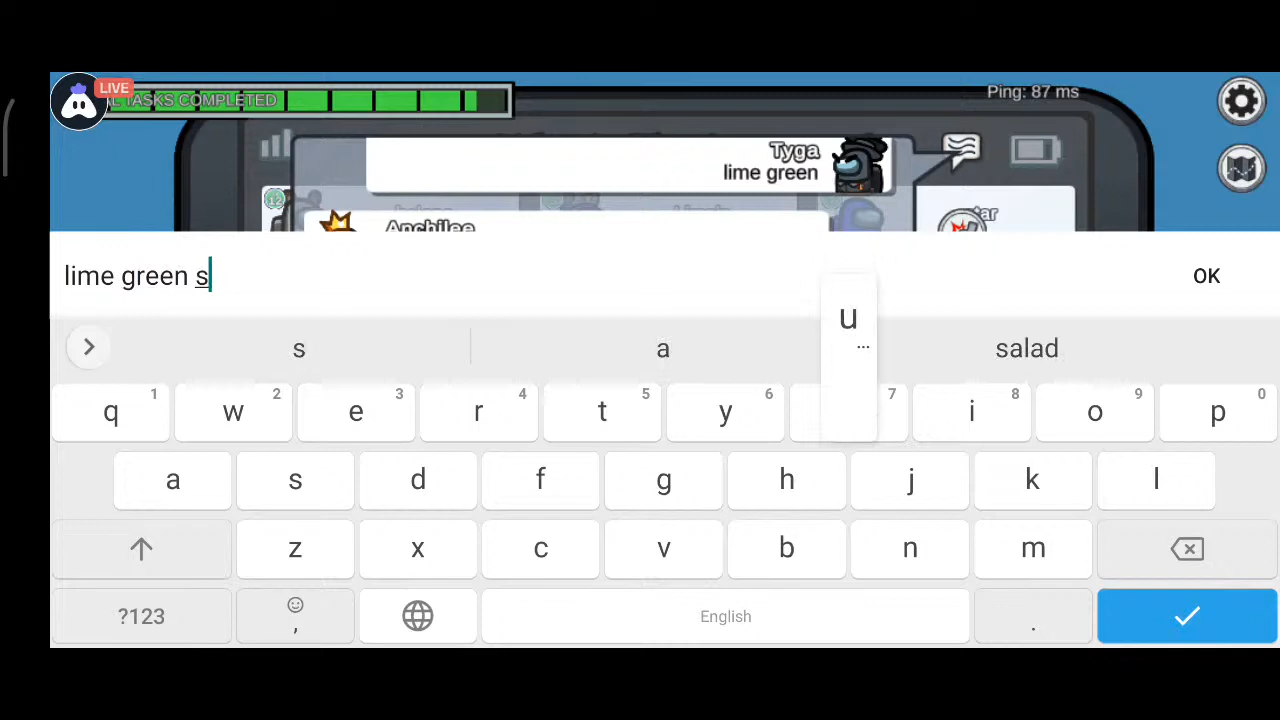 LIVE
TASKS COMPLETED
Ping: 87 ms
Tyga
lime green
12
Anchilee
lime green s
OK
u
...
s
a
salad
q 1
w 2
e 3
r 4
t 5
y 6
7
i 8
o 9
p 0
a
s
d
f
g
h
j
k
l
z
x
c
v
b
n
m
?123
,
English
.